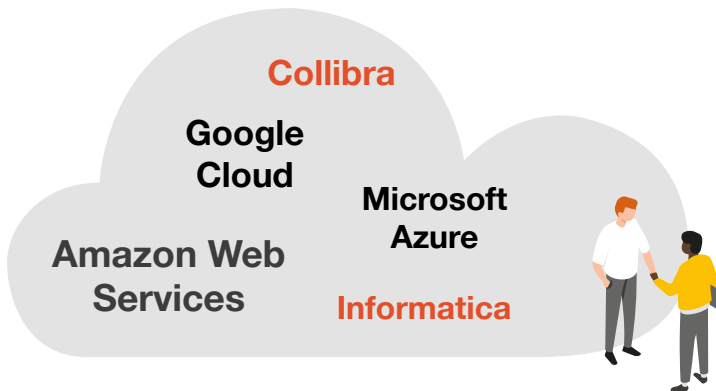 Collibra
Google
Cloud
Microsoft
Azure
Amazon Web
Services
Informatica